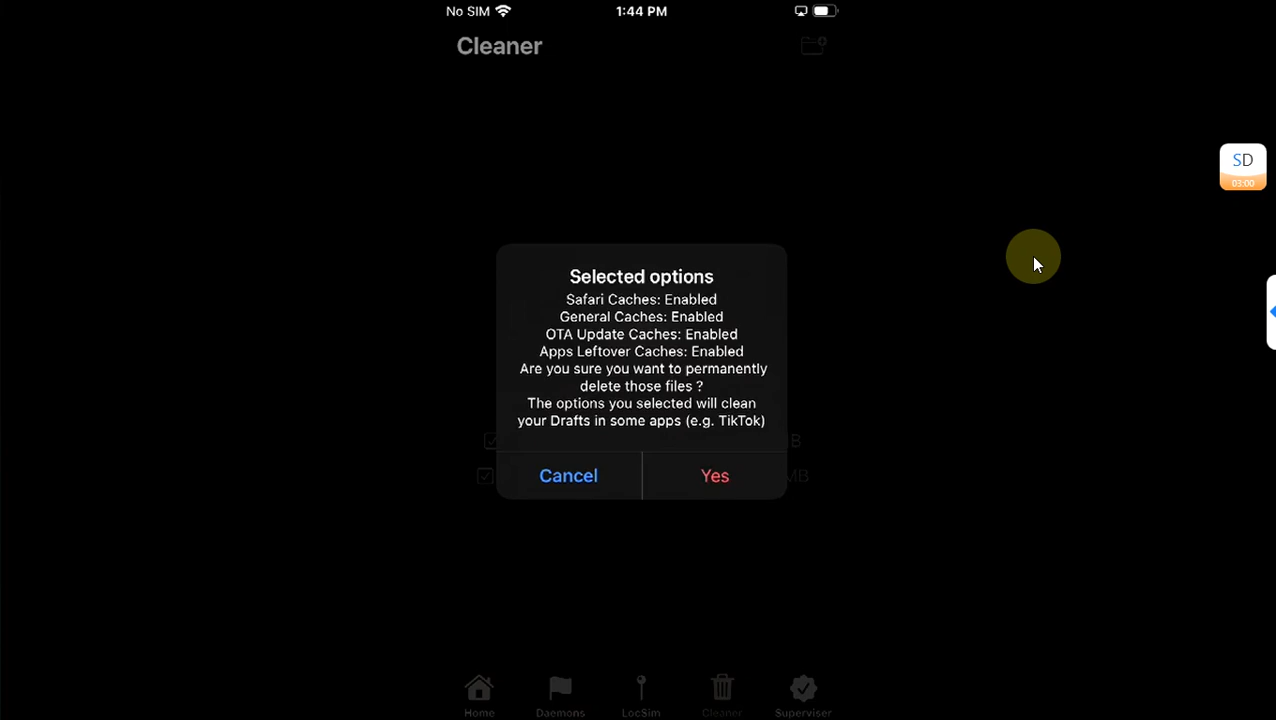 No SIM
1:44 PM
Cleaner
SD
03:00
Selected options
Safari Caches: Enabled
General Caches: Enabled
OTA Update Caches: Enabled
Apps Leftover Caches: Enabled
Are you sure you want to permanently
delete those files ?
The options you selected will clean
your Drafts in some apps (e.g. TikTok)
B
MB
Cancel
Yes
Home
Daemons
LocSim
Cleaner
Superviser